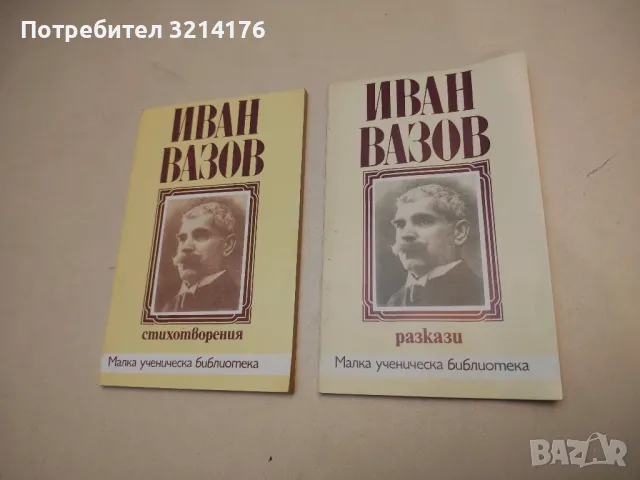 Потребител 3214176
ИВАН
ВАЗОВ
стихотворения
Малка ученическа библиотека
ИВАН
ВАЗОВ
разкази
Малка ученическа библиотека
BAZAR